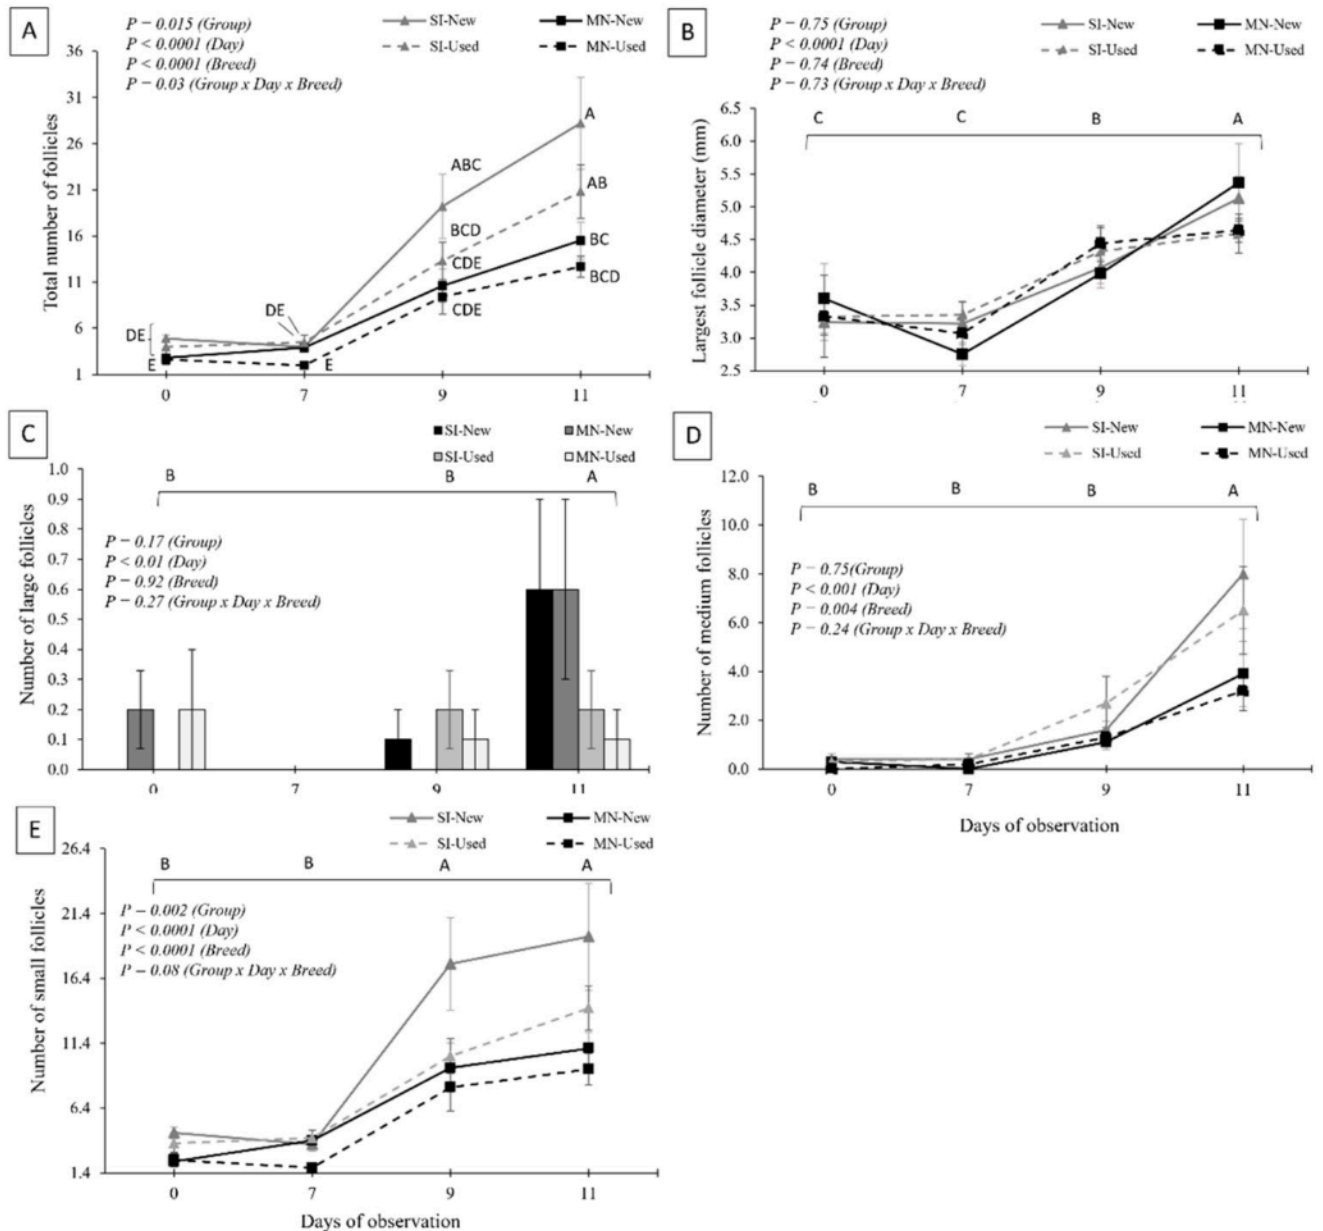 A
P = 0.015 (Group)
P < 0.0001 (Day)
P < 0.0001 (Breed)
P = 0.03 (Group x Day x Breed)
SI-New
MN-New
SI-Used
MN-Used
Total number of follicles
36
31
26
21
16
11
6
1
DE
E
DE
E
ABC
BCD
CDE
CDE
A
AB
BC
BCD
0
7
9
11
B
P = 0.75 (Group)
P < 0.0001 (Day)
P = 0.74 (Breed)
P = 0.73 (Group x Day x Breed)
SI-New
MN-New
SI-Used
MN-Used
Largest follicle diameter (mm)
6.5
6.0
5.5
5.0
4.5
4.0
3.5
3.0
2.5
C
C
B
A
0
7
9
11
C
SI-New
MN-New
SI-Used
MN-Used
Number of large follicles
1.0
0.9
0.8
0.7
0.6
0.5
0.4
0.3
0.2
0.1
0.0
B
B
A
P = 0.17 (Group)
P < 0.01 (Day)
P = 0.92 (Breed)
P = 0.27 (Group x Day x Breed)
0
7
9
11
D
SI-New
MN-New
SI-Used
MN-Used
Number of medium follicles
12.0
10.0
8.0
6.0
4.0
2.0
0.0
B
B
B
A
P = 0.75(Group)
P < 0.001 (Day)
P = 0.004 (Breed)
P = 0.24 (Group x Day x Breed)
0
7
9
11
Days of observation
E
SI-New
MN-New
SI-Used
MN-Used
Number of small follicles
26.4
21.4
16.4
11.4
6.4
1.4
B
B
A
A
P = 0.002 (Group)
P < 0.0001 (Day)
P < 0.0001 (Breed)
P = 0.08 (Group x Day x Breed)
0
7
9
11
Days of observation